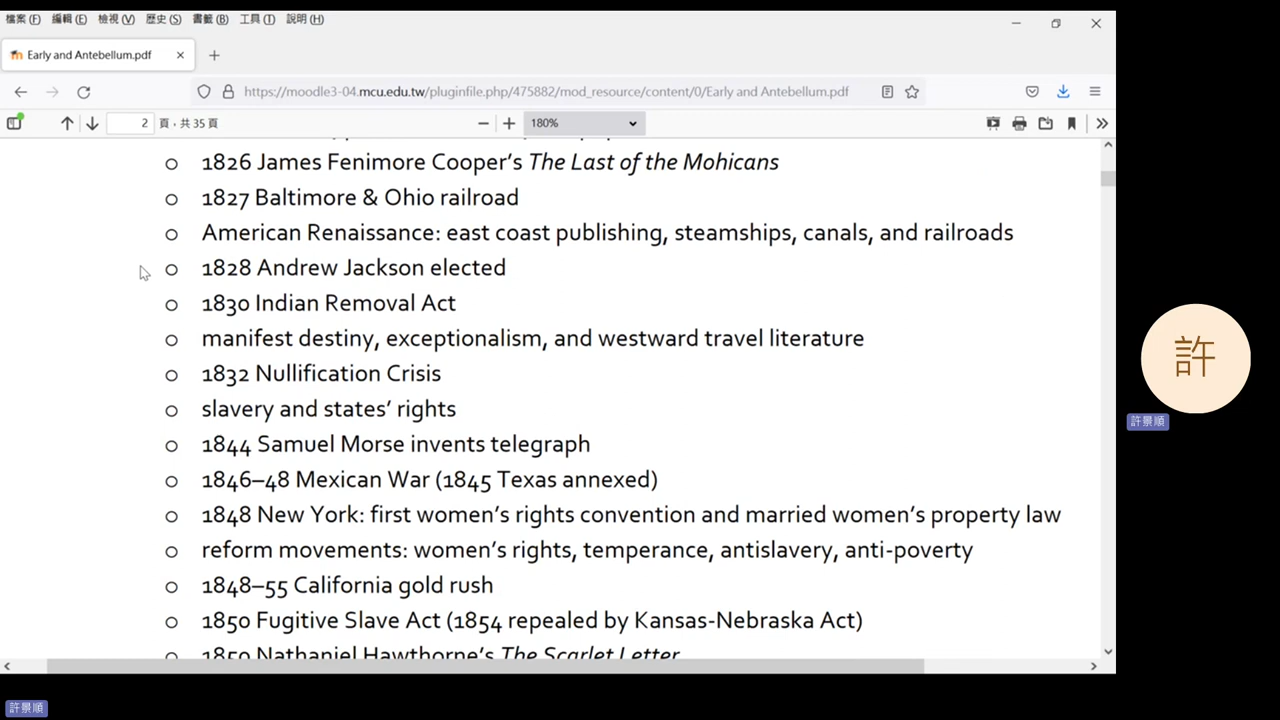 檔案(F) 編輯(E) 檢視(V) 歷史(S) 書籤(B) 工具(T) 說明(H)
Early and Antebellum.pdf
https://moodle3-04.mcu.edu.tw/pluginfile.php/475882/mod_resource/content/0/Early and Antebellum.pdf
2 頁，共 35 頁 180%
1826 James Fenimore Cooper's The Last of the Mohicans
1827 Baltimore & Ohio railroad
American Renaissance: east coast publishing, steamships, canals, and railroads
1828 Andrew Jackson elected
1830 Indian Removal Act
manifest destiny, exceptionalism, and westward travel literature
1832 Nullification Crisis
slavery and states' rights
1844 Samuel Morse invents telegraph
1846–48 Mexican War (1845 Texas annexed)
1848 New York: first women's rights convention and married women's property law
reform movements: women's rights, temperance, antislavery, anti-poverty
1848–55 California gold rush
1850 Fugitive Slave Act (1854 repealed by Kansas-Nebraska Act)
1850 Nathaniel Hawthorne's The Scarlet Letter
許
許景順
許景順